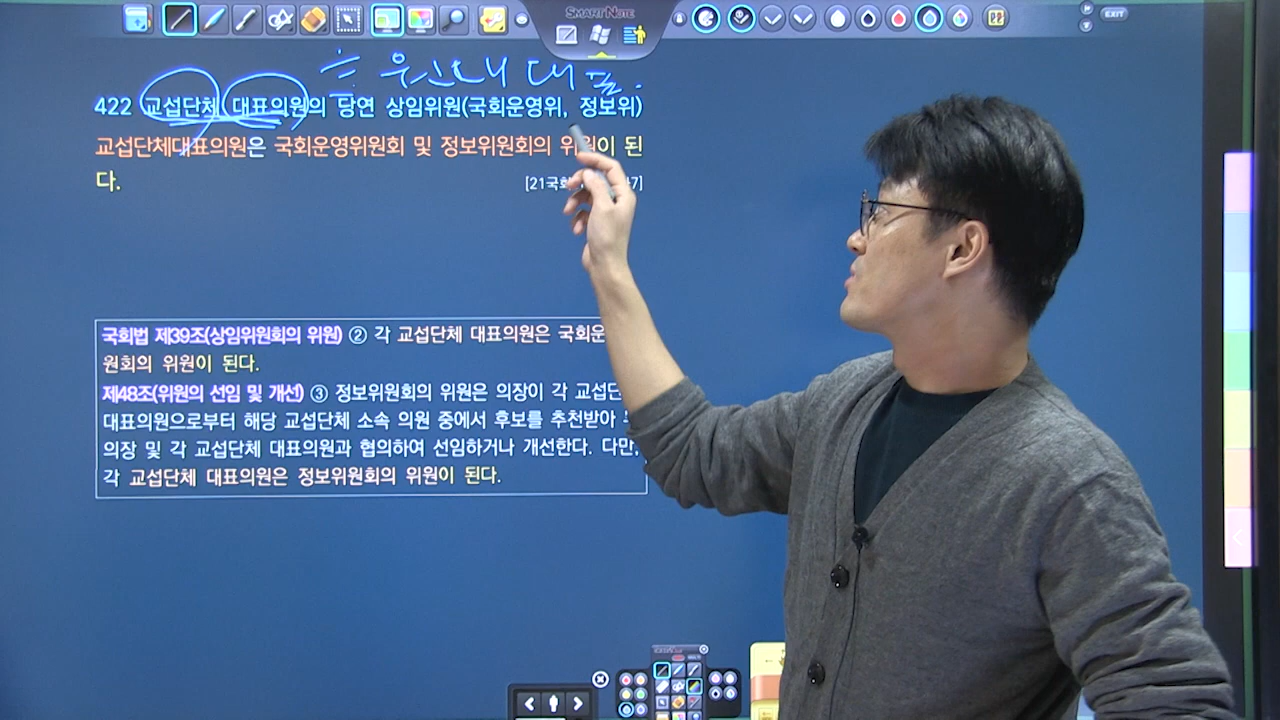 SMARTNOTE
EXIT
≒ 원내 대표.
422 교섭단체 대표의원의 당연 상임위원(국회운영위, 정보위)
교섭단체대표의원은 국회운영위원회 및 정보위원회의 위원이 된
다.
[21국회
7]
국회법 제39조(상임위원회의 위원) ② 각 교섭단체 대표의원은 국회운
원회의 위원이 된다.
제48조(위원의 선임 및 개선) ③ 정보위원회의 위원은 의장이 각 교섭단
대표의원으로부터 해당 교섭단체 소속 의원 중에서 후보를 추천받아
의장 및 각 교섭단체 대표의원과 협의하여 선임하거나 개선한다. 다만,
각 교섭단체 대표의원은 정보위원회의 위원이 된다.